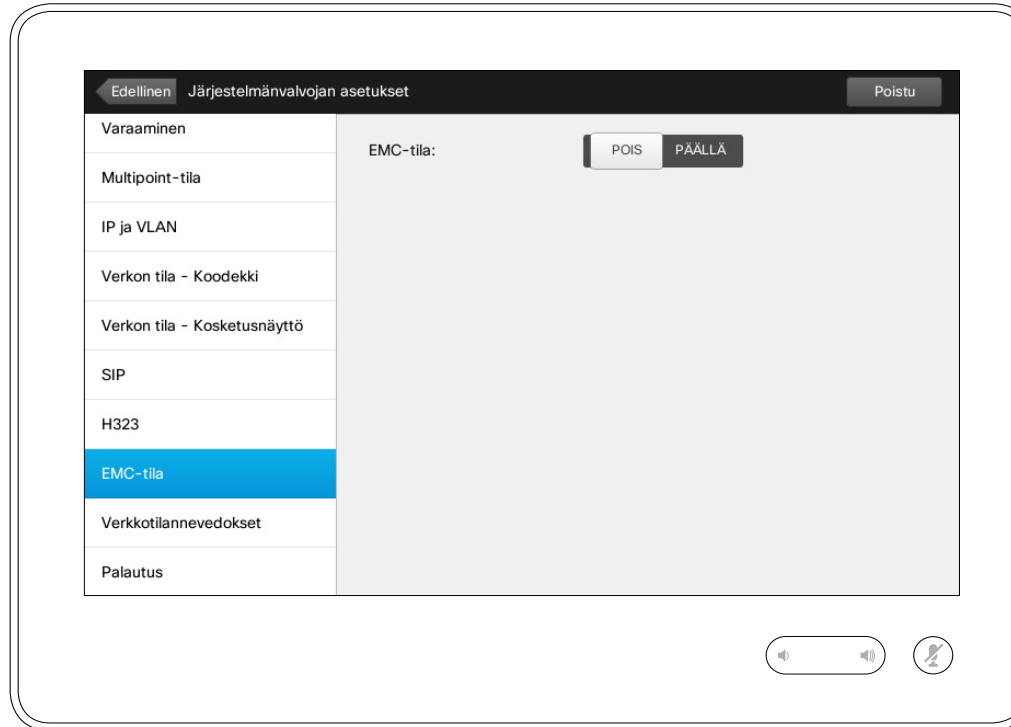 Edellinen Järjestelmänvalvojan asetukset Poistu
Varaaminen
EMC-tila: POIS PÄÄLLÄ
Multipoint-tila
IP ja VLAN
Verkon tila - Koodekki
Verkon tila - Kosketusnäyttö
SIP
H323
EMC-tila
Verkkotilannevedokset
Palautus